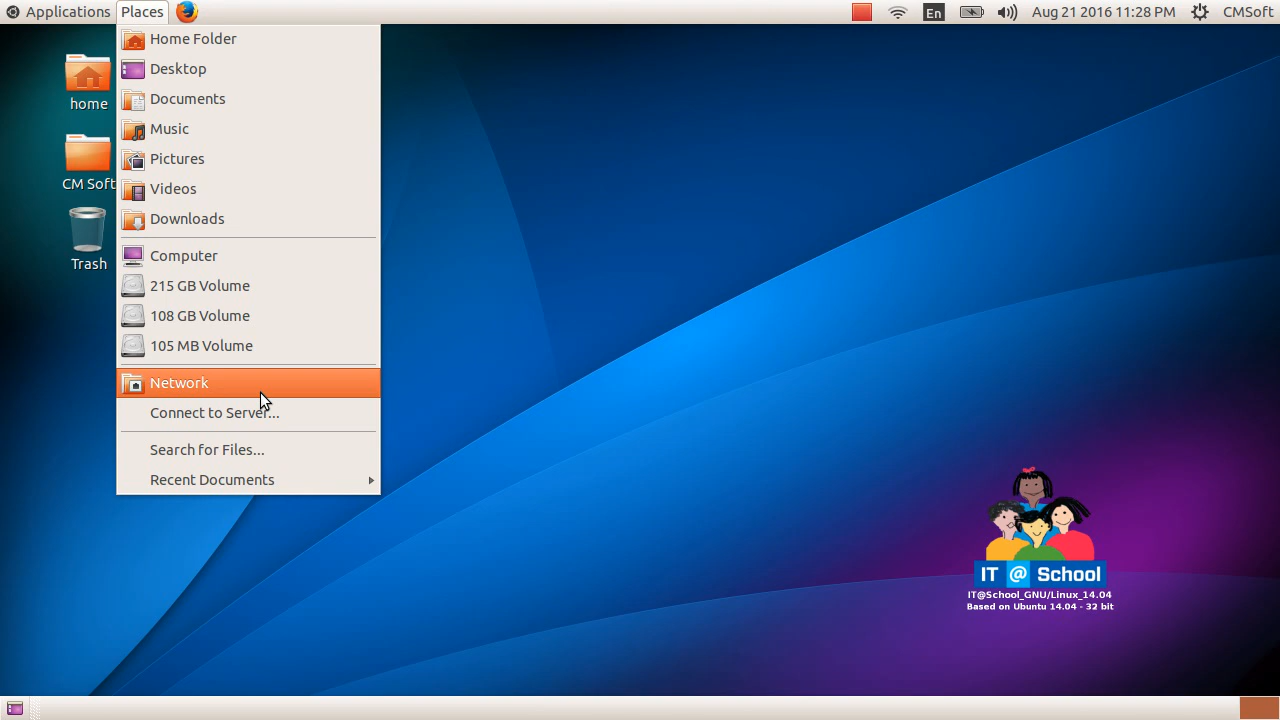 Applications Places En Aug 21 2016 11:28 PM CMSoft
Home Folder
Desktop
Documents
Music
Pictures
Videos
Downloads
Computer
215 GB Volume
108 GB Volume
105 MB Volume
Network
Connect to Server...
Search for Files...
Recent Documents
home
CM Soft
Trash
IT @ School
IT@School_GNU/Linux_14.04
Based on Ubuntu 14.04 - 32 bit